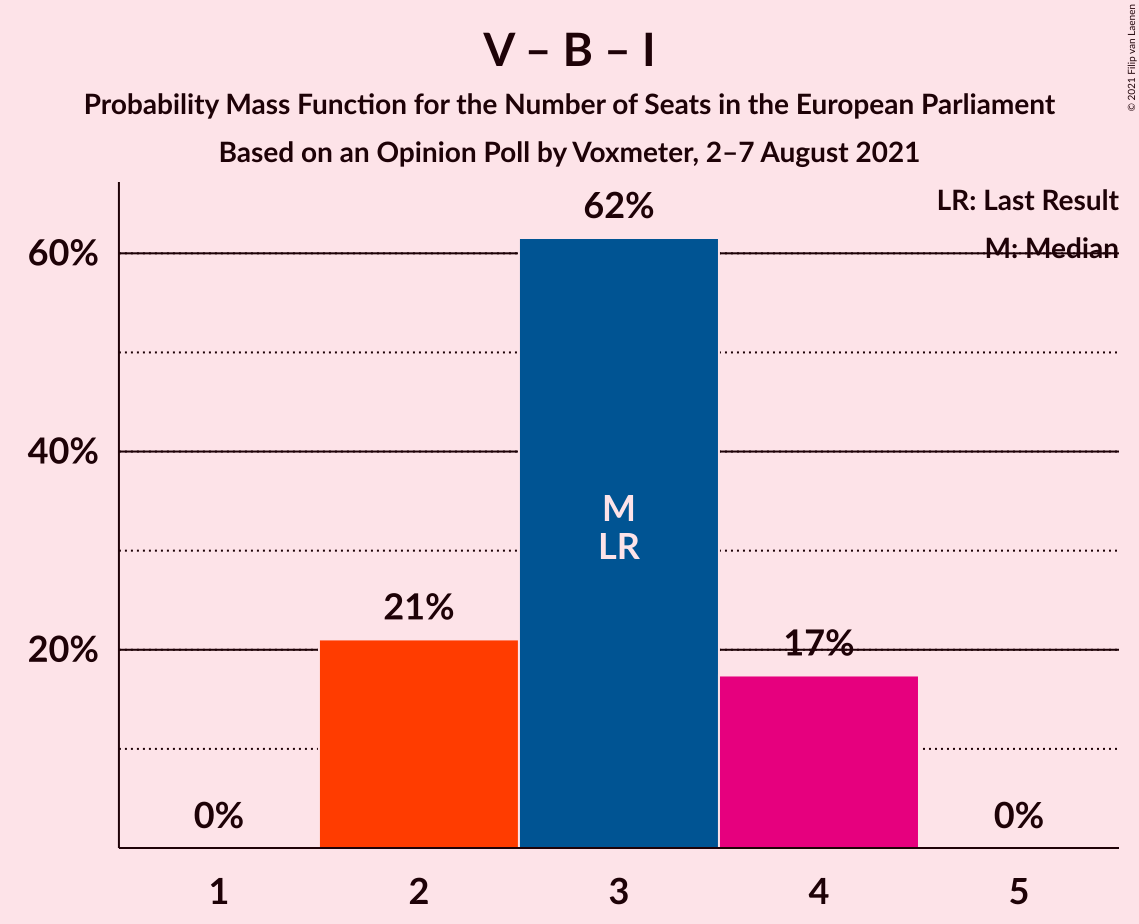 V – B – I
Probability Mass Function for the Number of Seats in the European Parliament
Based on an Opinion Poll by Voxmeter, 2–7 August 2021
© 2021 Filip van Laenen
LR: Last Result
M: Median
60%
40%
20%
0%
21%
62%
M
LR
17%
0%
1 2 3 4 5